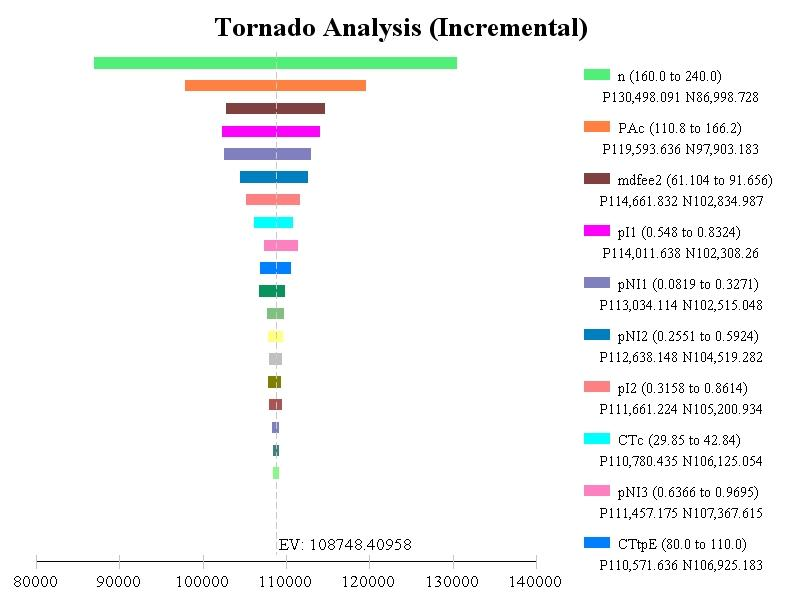 Tornado Analysis (Incremental)
n (160.0 to 240.0)
P130,498.091 N86,998.728
PAc (110.8 to 166.2)
P119,593.636 N97,903.183
mdfee2 (61.104 to 91.656)
P114,661.832 N102,834.987
pI1 (0.548 to 0.8324)
P114,011.638 N102,308.26
pNI1 (0.0819 to 0.3271)
P113,034.114 N102,515.048
pNI2 (0.2551 to 0.5924)
P112,638.148 N104,519.282
pI2 (0.3158 to 0.8614)
P111,661.224 N105,200.934
CTc (29.85 to 42.84)
P110,780.435 N106,125.054
pNI3 (0.6366 to 0.9695)
P111,457.175 N107,367.615
CTtpE (80.0 to 110.0)
P110,571.636 N106,925.183
EV: 108748.40958
80000 90000 100000 110000 120000 130000 140000